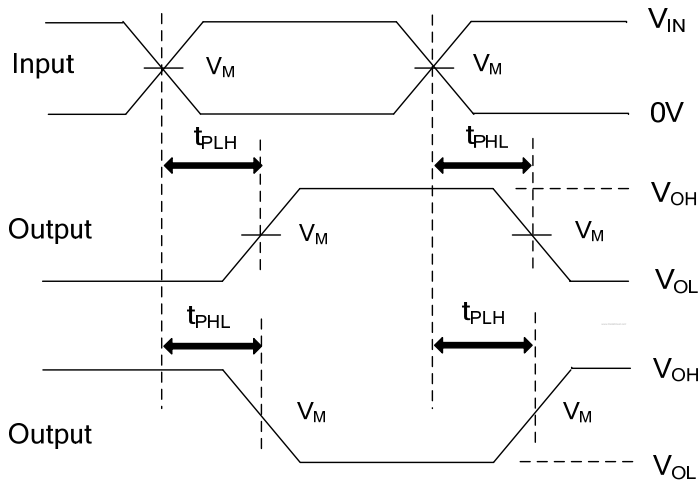 V_IN
Input V_M V_M
0V
t_PLH t_PHL
V_OH
Output V_M V_M
V_OL
t_PHL t_PLH
V_OH
V_M V_M
Output
V_OL